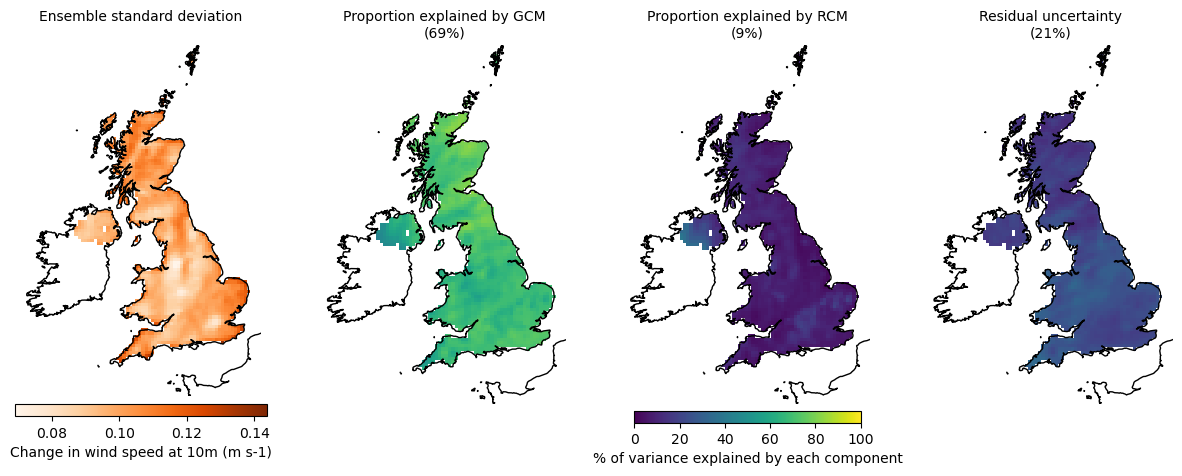 Ensemble standard deviation
Proportion explained by GCM
(69%)
Proportion explained by RCM
(9%)
Residual uncertainty
(21%)
0.08 0.10 0.12 0.14
Change in wind speed at 10m (m s-1)
0 20 40 60 80 100
% of variance explained by each component